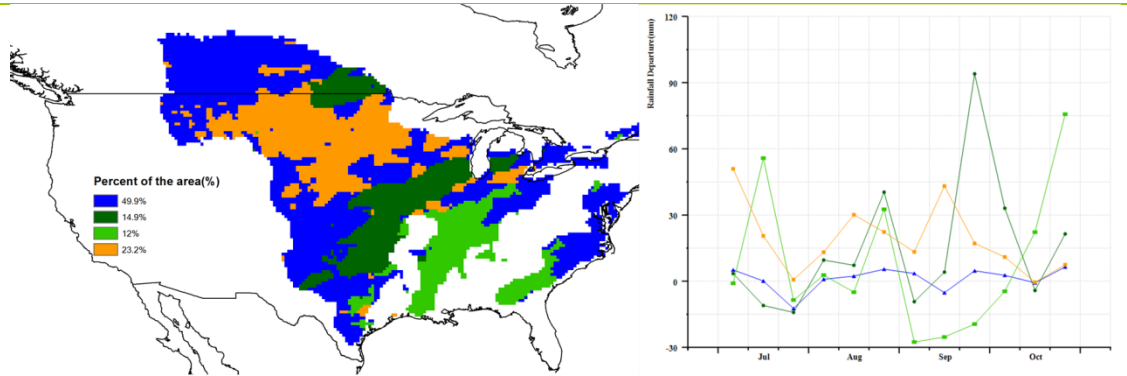 Percent of the area(%)
49.9%
14.9%
12%
23.2%
Rainfall Departure(mm)
120
90
60
30
0
-30
Jul
Aug
Sep
Oct